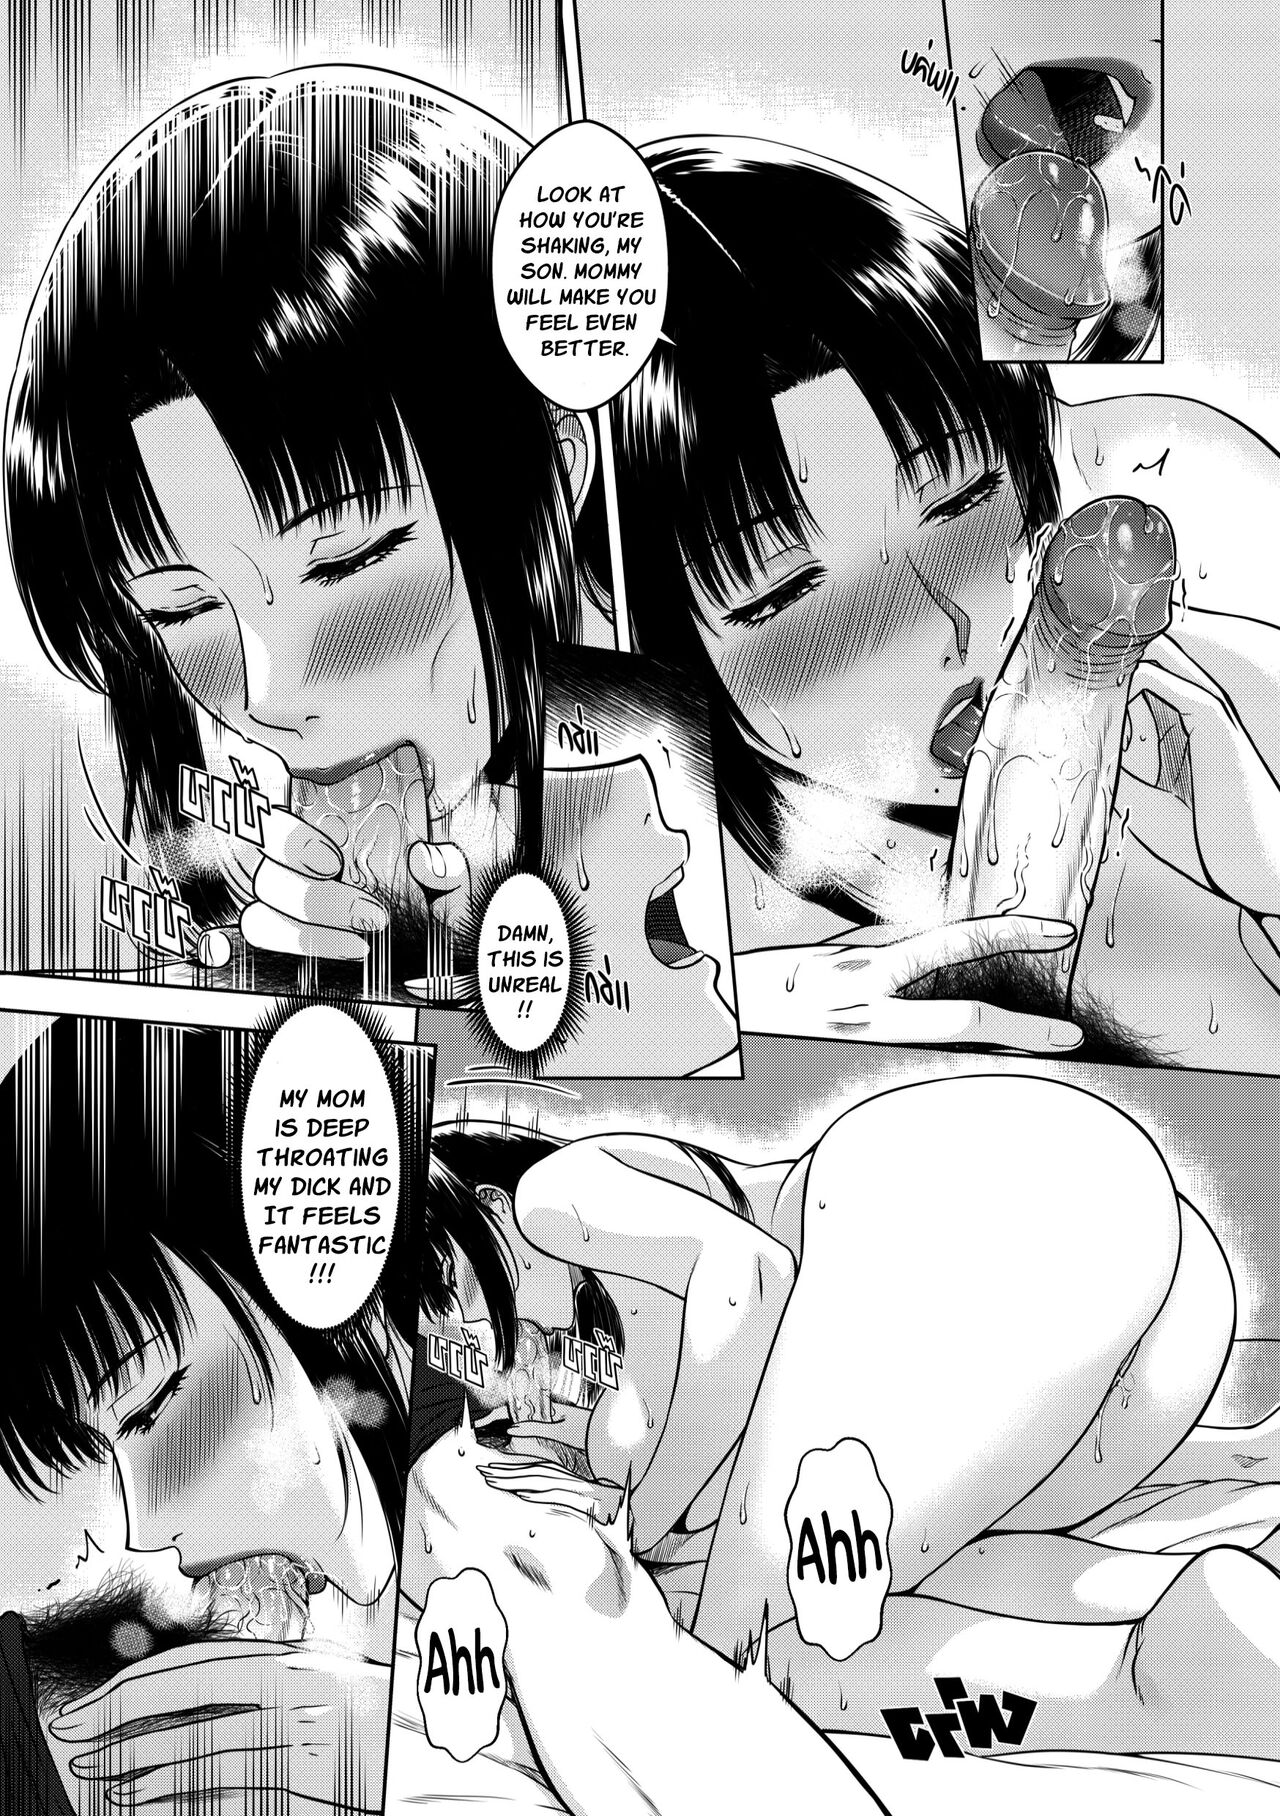 LOOK AT
HOW YOU'RE
SHAKING, MY
SON. MOMMY
WILL MAKE YOU
FEEL EVEN
BETTER.
DAMN,
THIS IS
UNREAL
!!
MY MOM
IS DEEP
THROATING
MY DICK AND
IT FEELS
FANTASTIC
!!!
Ahh
Ahh